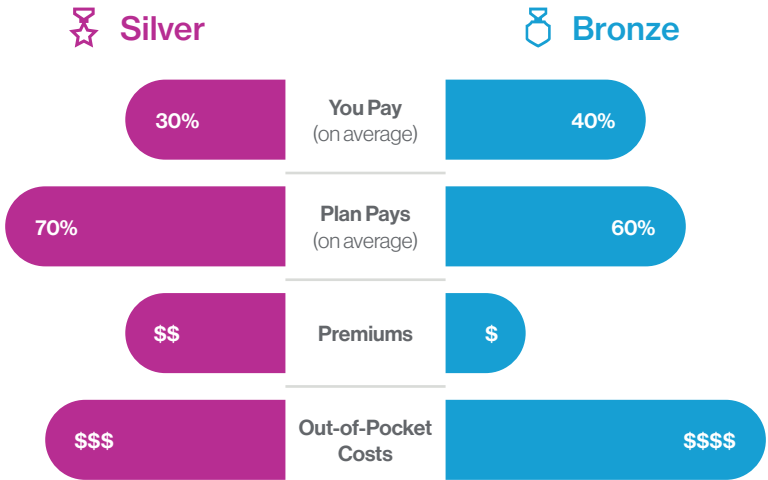 Silver
Bronze
30%
You Pay
(on average)
40%
70%
Plan Pays
(on average)
60%
$$
Premiums
$
$$$
Out-of-Pocket
Costs
$$$$